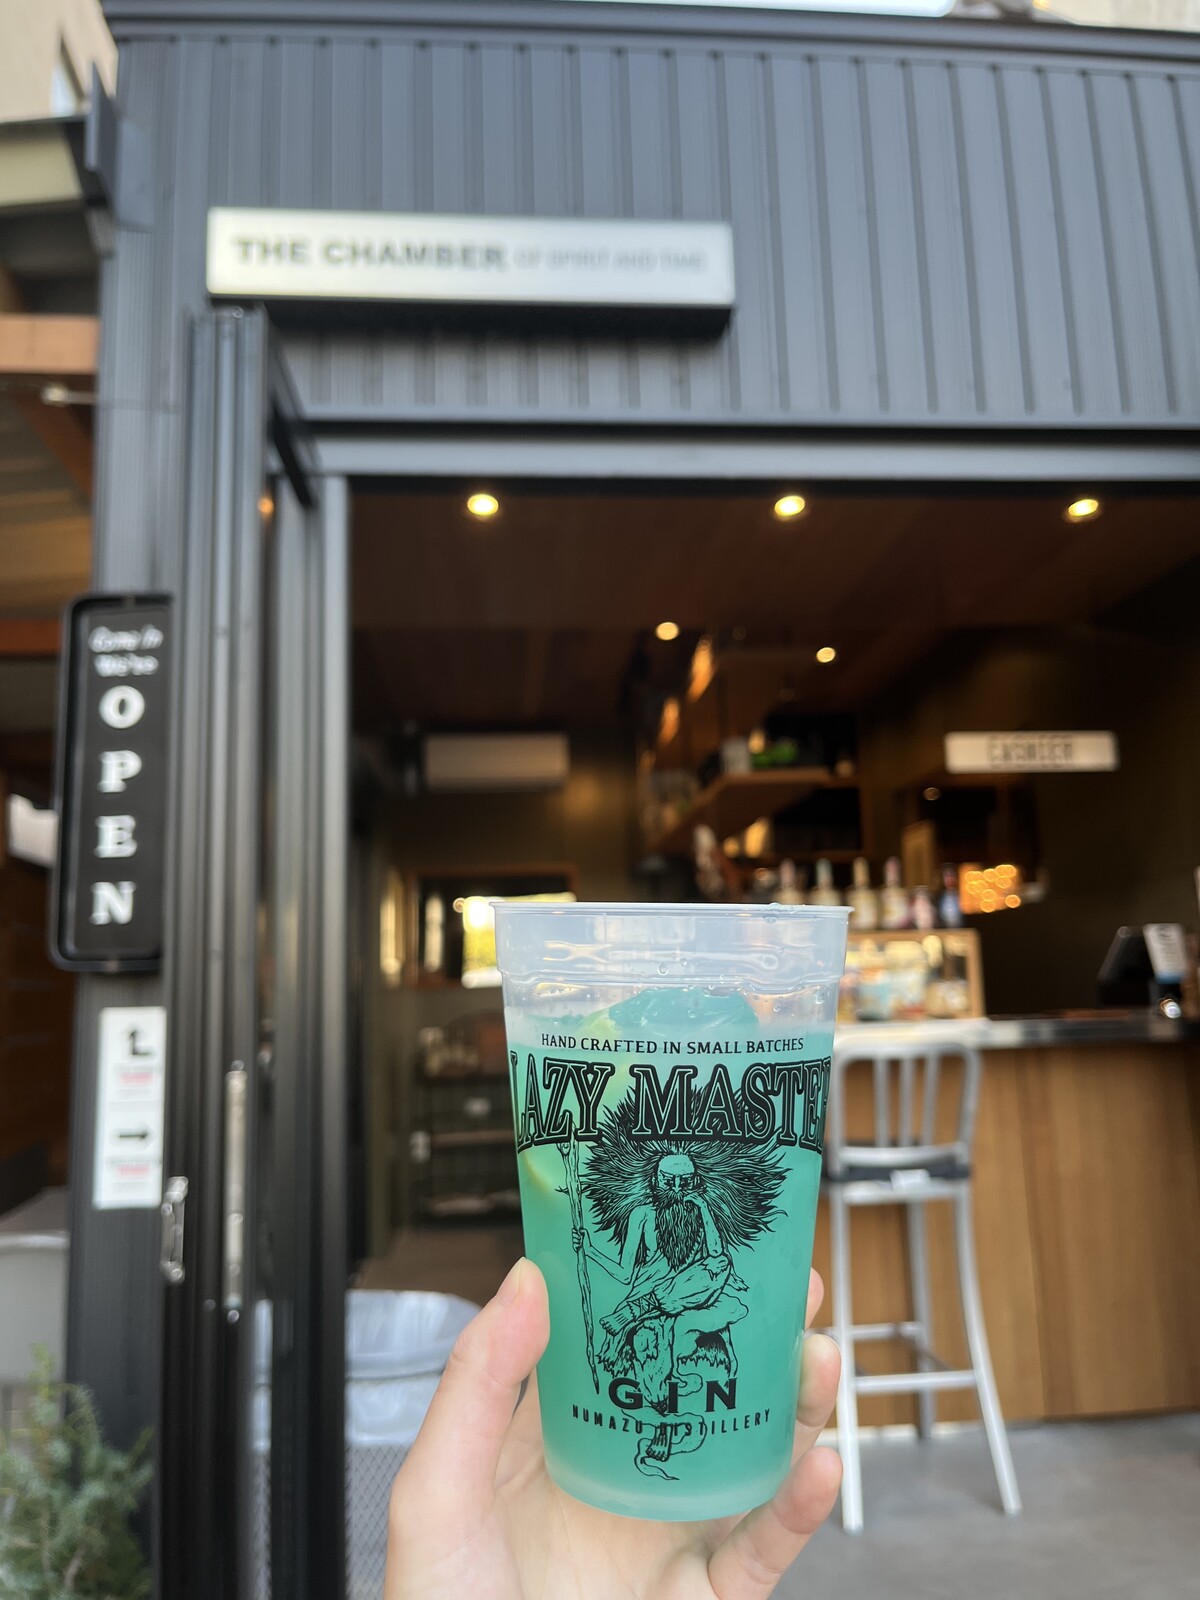 THE CHAMBER OF SPIRIT AND TIME
Come In
We're
OPEN
CASHIER
HAND CRAFTED IN SMALL BATCHES
LAZY MASTER
GIN
NUMAZU DISTILLERY